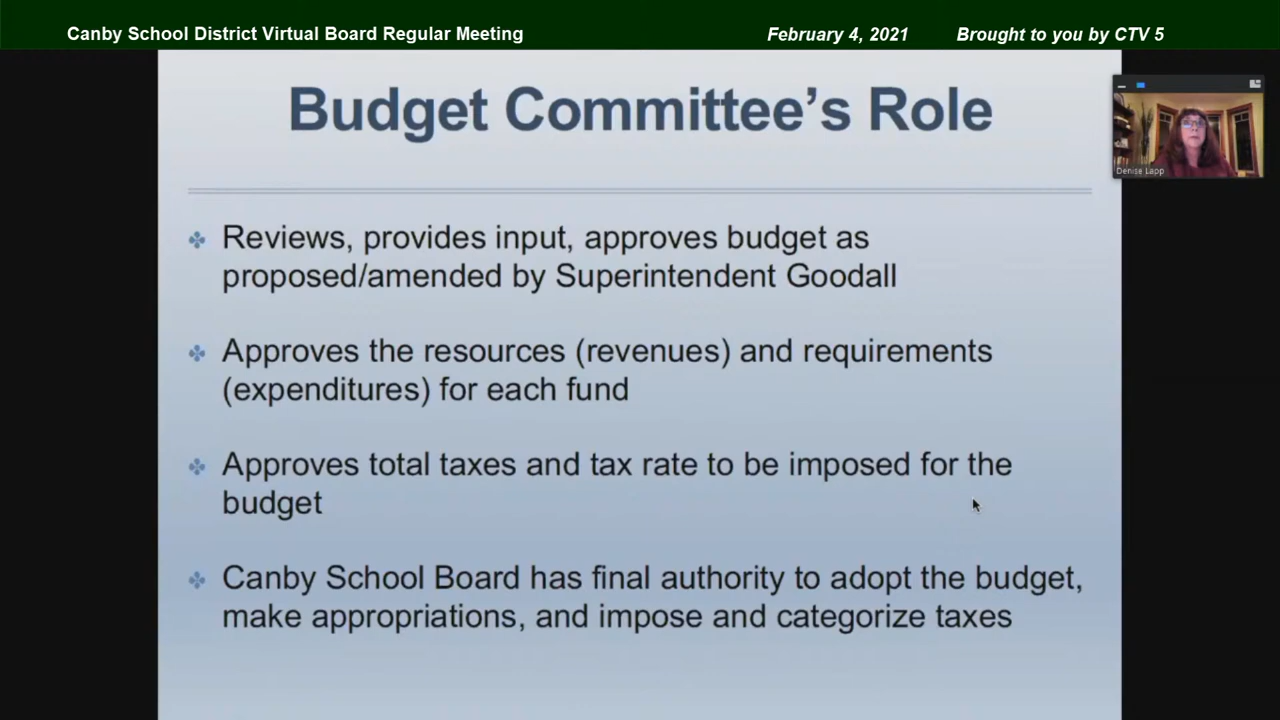 Canby School District Virtual Board Regular Meeting February 4, 2021 Brought to you by CTV 5
Budget Committee's Role
Denise Lapp
Reviews, provides input, approves budget as
proposed/amended by Superintendent Goodall
Approves the resources (revenues) and requirements
(expenditures) for each fund
Approves total taxes and tax rate to be imposed for the
budget
Canby School Board has final authority to adopt the budget,
make appropriations, and impose and categorize taxes